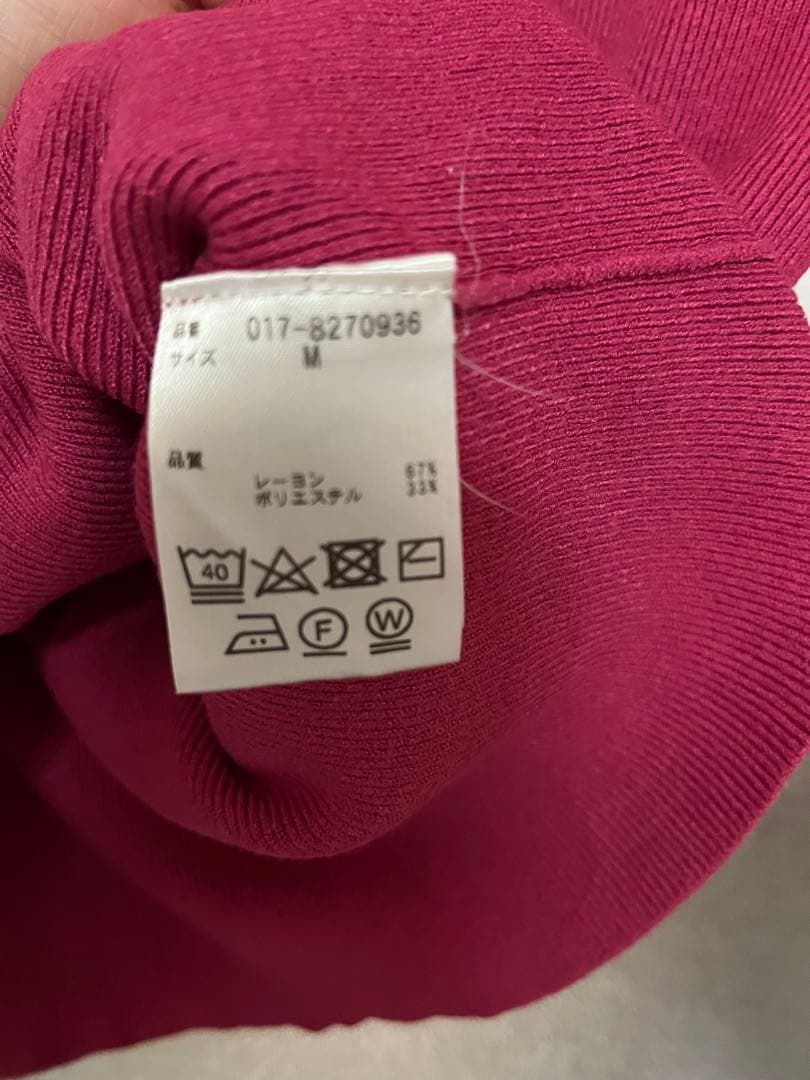 品番 017-8270936
サイズ M
品質
レーヨン 67%
ポリエステル 33%
40
F W